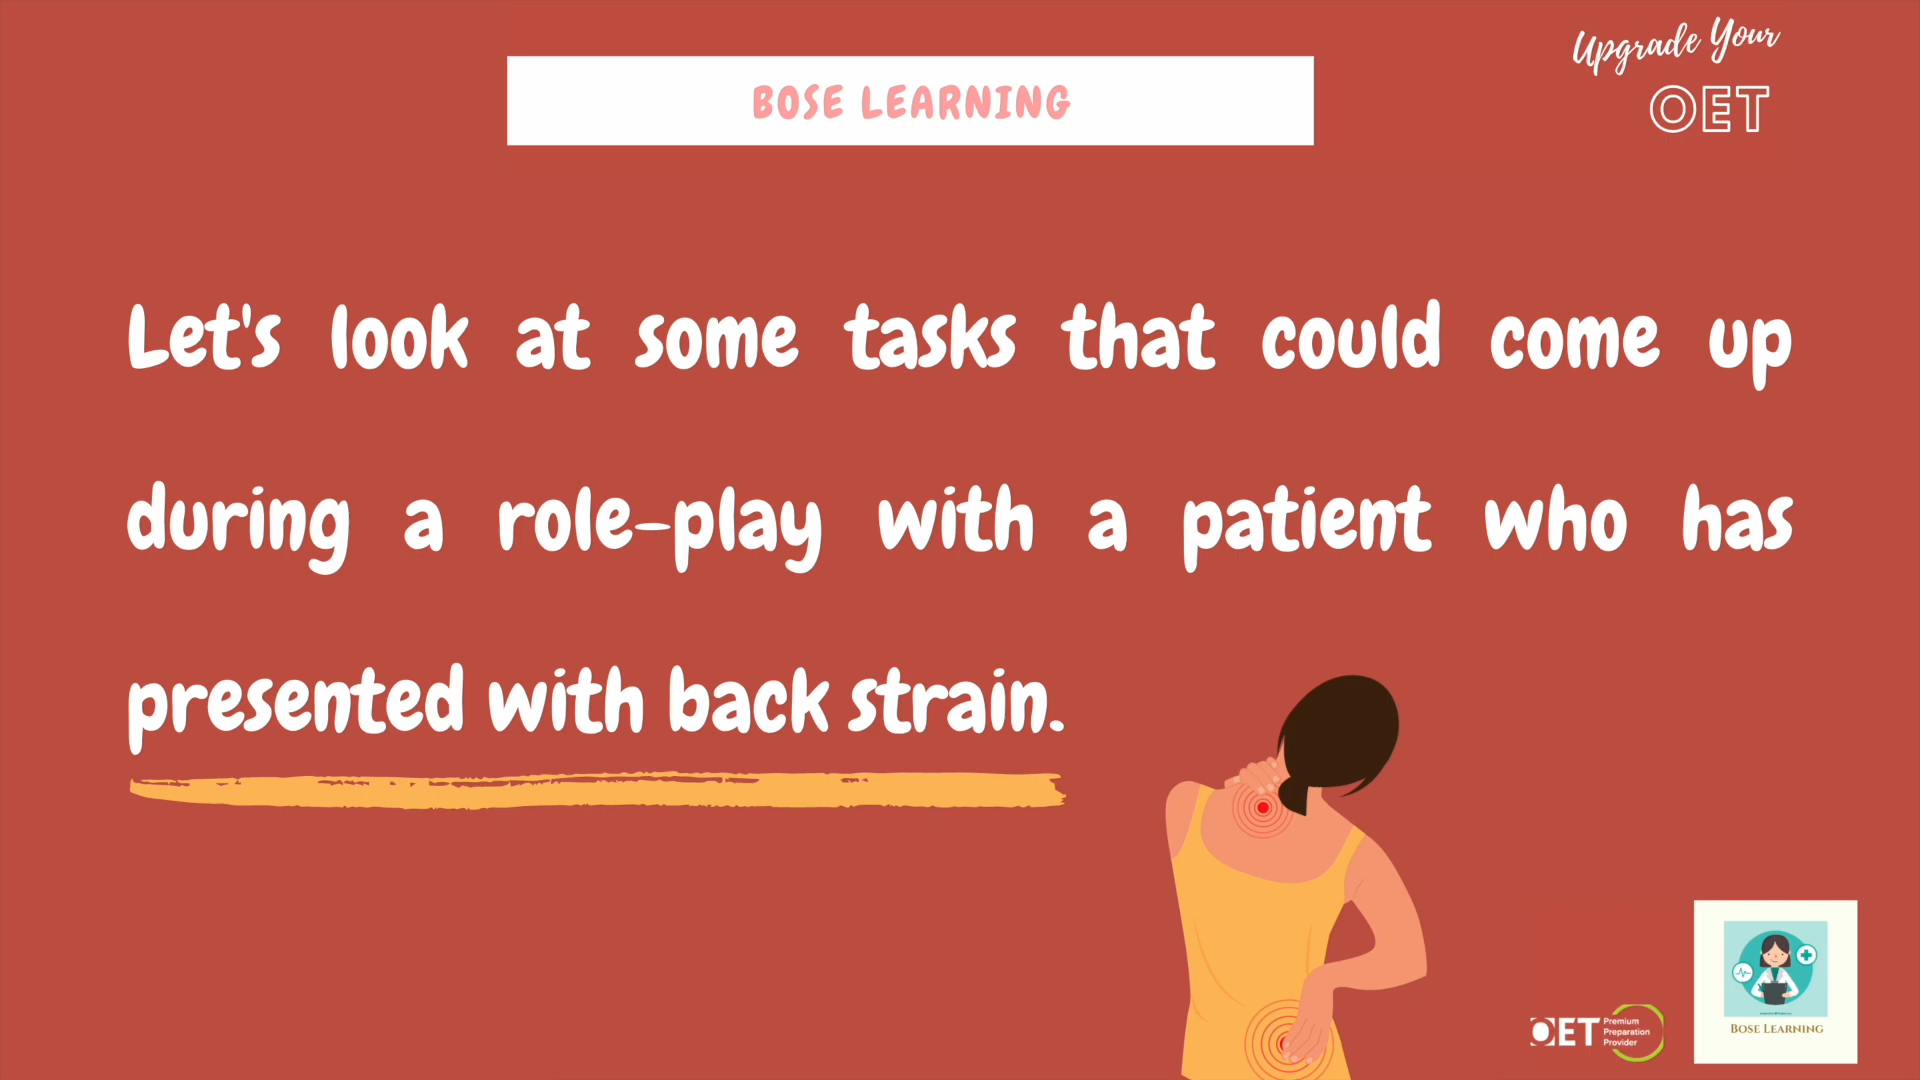 Upgrade Your
OET
BOSE LEARNING
Let's look at some tasks that could come up
during a role-play with a patient who has
presented with back strain.
OET Premium
Preparation
Provider
BOSE LEARNING